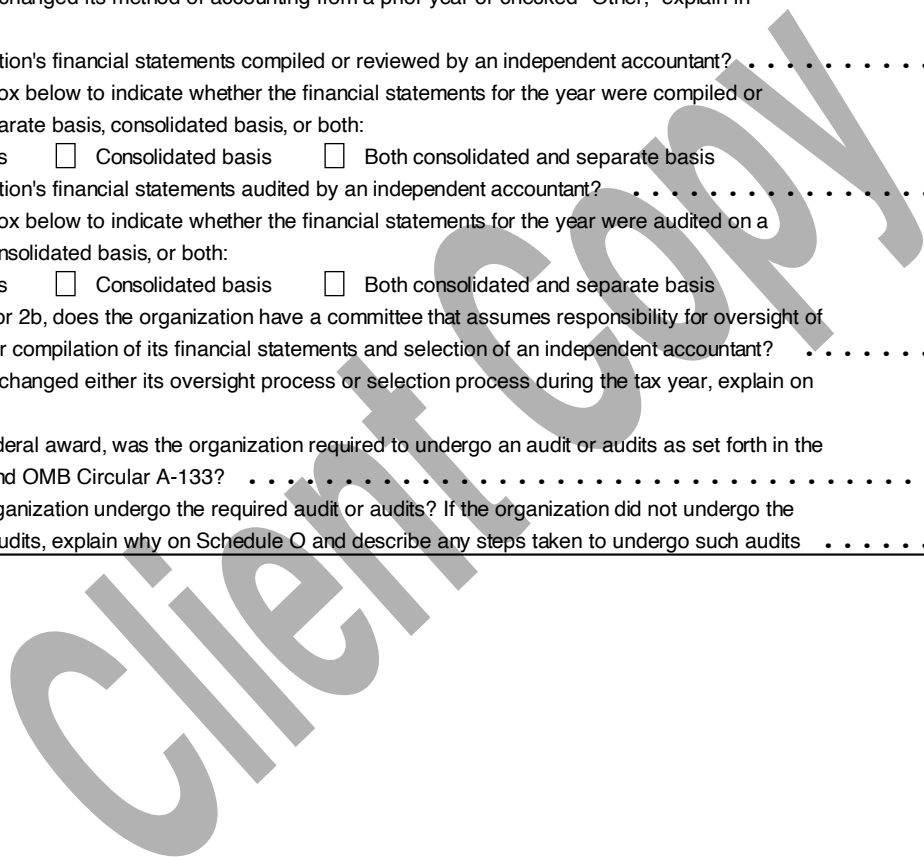 changed its method of accounting from a prior year or checked "Other," explain in
tion's financial statements compiled or reviewed by an independent accountant? . . . . . . . . . .
ox below to indicate whether the financial statements for the year were compiled or
arate basis, consolidated basis, or both:
s Consolidated basis Both consolidated and separate basis
tion's financial statements audited by an independent accountant? . . . . . . . . . . . . . . . .
ox below to indicate whether the financial statements for the year were audited on a
nsolidated basis, or both:
s Consolidated basis Both consolidated and separate basis
or 2b, does the organization have a committee that assumes responsibility for oversight of
r compilation of its financial statements and selection of an independent accountant? . . . . . . .
changed either its oversight process or selection process during the tax year, explain on
deral award, was the organization required to undergo an audit or audits as set forth in the
nd OMB Circular A-133? . . . . . . . . . . . . . . . . . . . . . . . . . . . . . . . . . . . .
ganization undergo the required audit or audits? If the organization did not undergo the
udits, explain why on Schedule O and describe any steps taken to undergo such audits . . . . . .
Client Copy